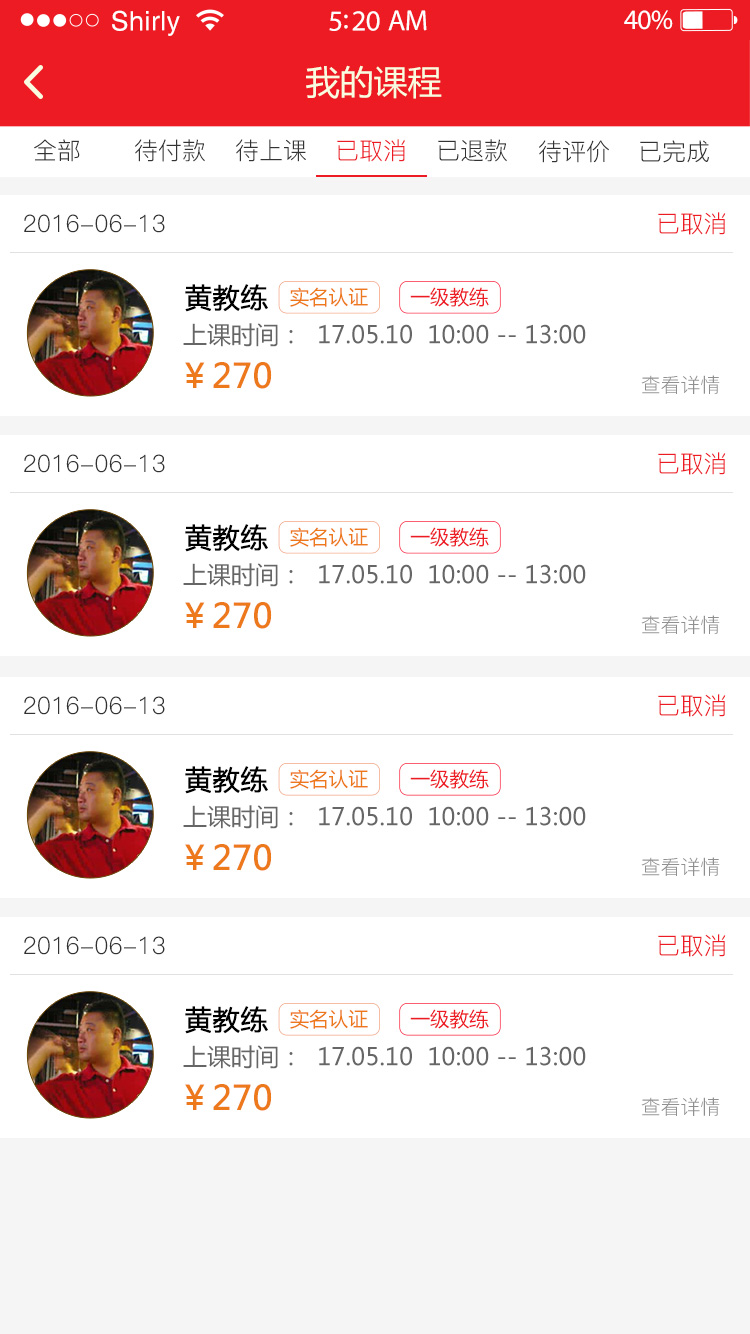 Shirly 5:20 AM 40%
我的课程
全部 待付款 待上课 已取消 已退款 待评价 已完成
2016-06-13 已取消
黄教练 实名认证 一级教练
上课时间： 17.05.10 10:00 -- 13:00
¥ 270
查看详情
2016-06-13 已取消
黄教练 实名认证 一级教练
上课时间： 17.05.10 10:00 -- 13:00
¥ 270
查看详情
2016-06-13 已取消
黄教练 实名认证 一级教练
上课时间： 17.05.10 10:00 -- 13:00
¥ 270
查看详情
2016-06-13 已取消
黄教练 实名认证 一级教练
上课时间： 17.05.10 10:00 -- 13:00
¥ 270
查看详情